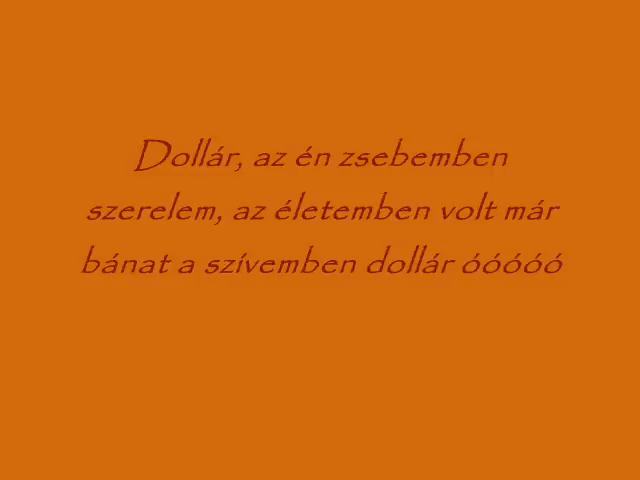 Dollár, az én zsebemben
szerelem, az életemben volt már
bánat a szívemben dollár óóóóó